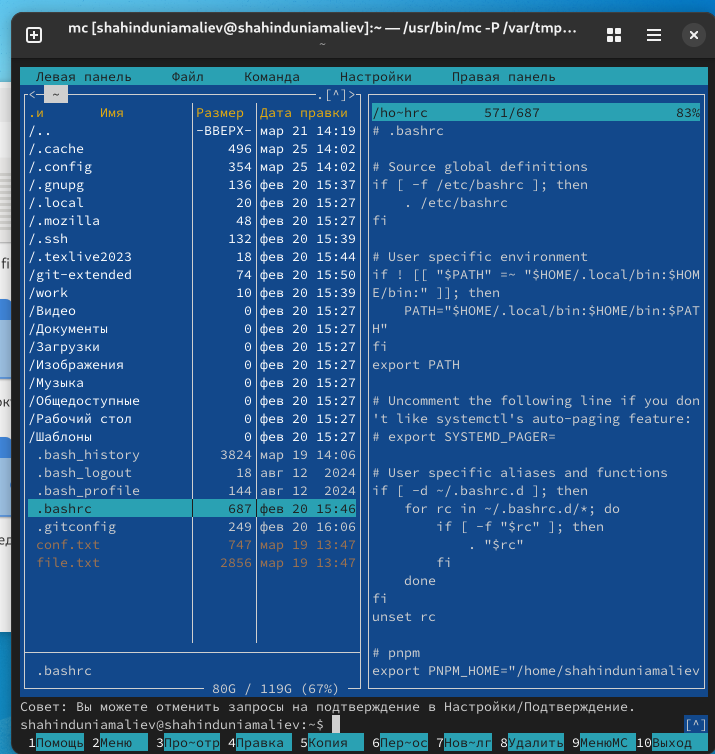 mc [shahinduniamaliev@shahinduniamaliev]:~ — /usr/bin/mc -P /var/tmp...
~
Левая панель Файл Команда Настройки Правая панель
<─ ~ .[^]>
.и Имя Размер Дата правки
/.. -ВВЕРХ- мар 21 14:19
/.cache 496 мар 25 14:02
/.config 354 мар 25 14:02
/.gnupg 136 фев 20 15:37
/.local 20 фев 20 15:27
/.mozilla 48 фев 20 15:27
/.ssh 132 фев 20 15:39
/.texlive2023 18 фев 20 15:44
/git-extended 74 фев 20 15:50
/work 10 фев 20 15:39
/Видео 0 фев 20 15:27
/Документы 0 фев 20 15:27
/Загрузки 0 фев 20 15:27
/Изображения 0 фев 20 15:27
/Музыка 0 фев 20 15:27
/Общедоступные 0 фев 20 15:27
/Рабочий стол 0 фев 20 15:27
/Шаблоны 0 фев 20 15:27
.bash_history 3824 мар 19 14:06
.bash_logout 18 авг 12 2024
.bash_profile 144 авг 12 2024
.bashrc 687 фев 20 15:46
.gitconfig 249 фев 20 16:06
conf.txt 747 мар 19 13:47
file.txt 2856 мар 19 13:47
.bashrc
80G / 119G (67%)
/ho~hrc 571/687 83%
# .bashrc
# Source global definitions
if [ -f /etc/bashrc ]; then
. /etc/bashrc
fi
# User specific environment
if ! [[ "$PATH" =~ "$HOME/.local/bin:$HOM
E/bin:" ]]; then
PATH="$HOME/.local/bin:$HOME/bin:$PAT
H"
fi
export PATH
# Uncomment the following line if you don
't like systemctl's auto-paging feature:
# export SYSTEMD_PAGER=
# User specific aliases and functions
if [ -d ~/.bashrc.d ]; then
for rc in ~/.bashrc.d/*; do
if [ -f "$rc" ]; then
. "$rc"
fi
done
fi
unset rc
# pnpm
export PNPM_HOME="/home/shahinduniamaliev
Совет: Вы можете отменить запросы на подтверждение в Настройки/Подтверждение.
shahinduniamaliev@shahinduniamaliev:~$ [^]
1Помощь 2Меню 3Про~отр 4Правка 5Копия 6Пер~ос 7Нов~лг 8Удалить 9МенюMC 10Выход